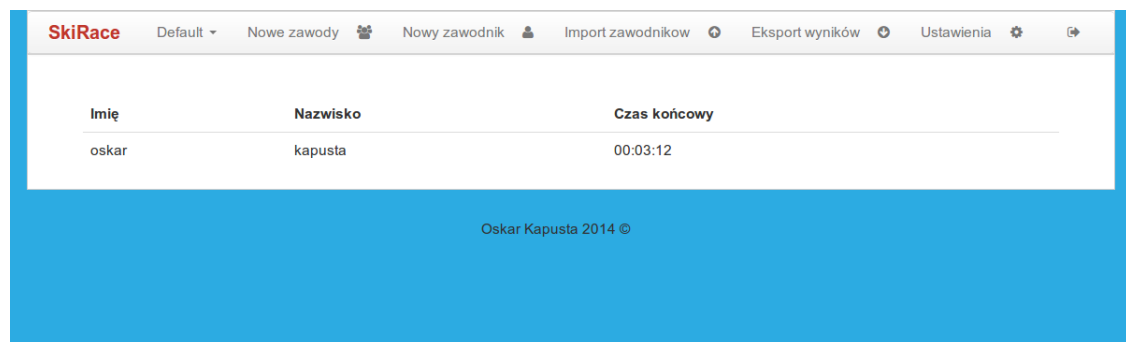 SkiRace Default Nowe zawody Nowy zawodnik Import zawodnikow Eksport wyników Ustawienia
Imię Nazwisko Czas końcowy
oskar kapusta 00:03:12
Oskar Kapusta 2014 ©